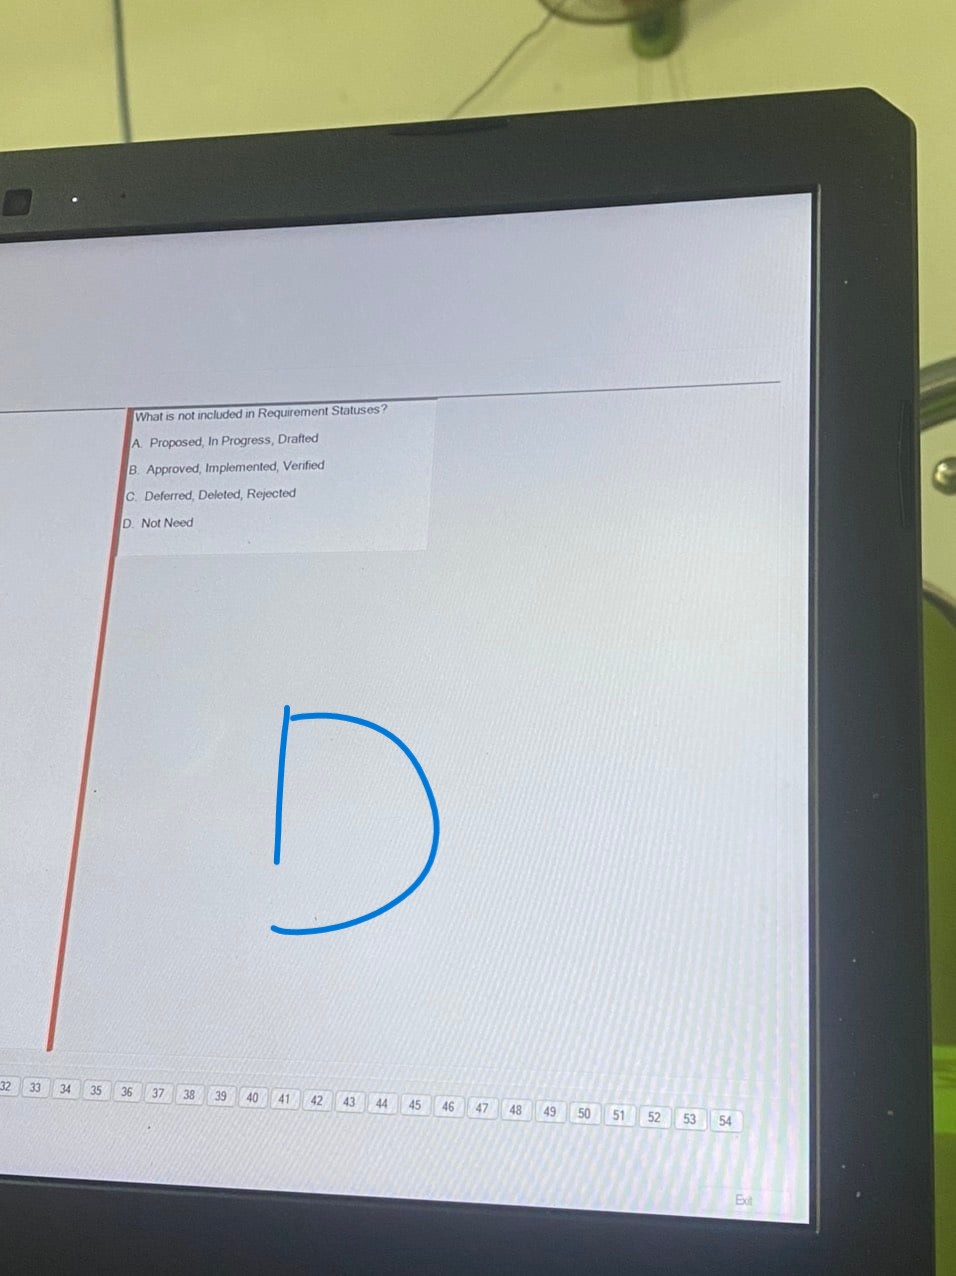 What is not included in Requirement Statuses?
A. Proposed, In Progress, Drafted
B. Approved, Implemented, Verified
C. Deferred, Deleted, Rejected
D. Not Need
D
32 33 34 35 36 37 38 39 40 41 42 43 44 45 46 47 48 49 50 51 52 53 54
Exit